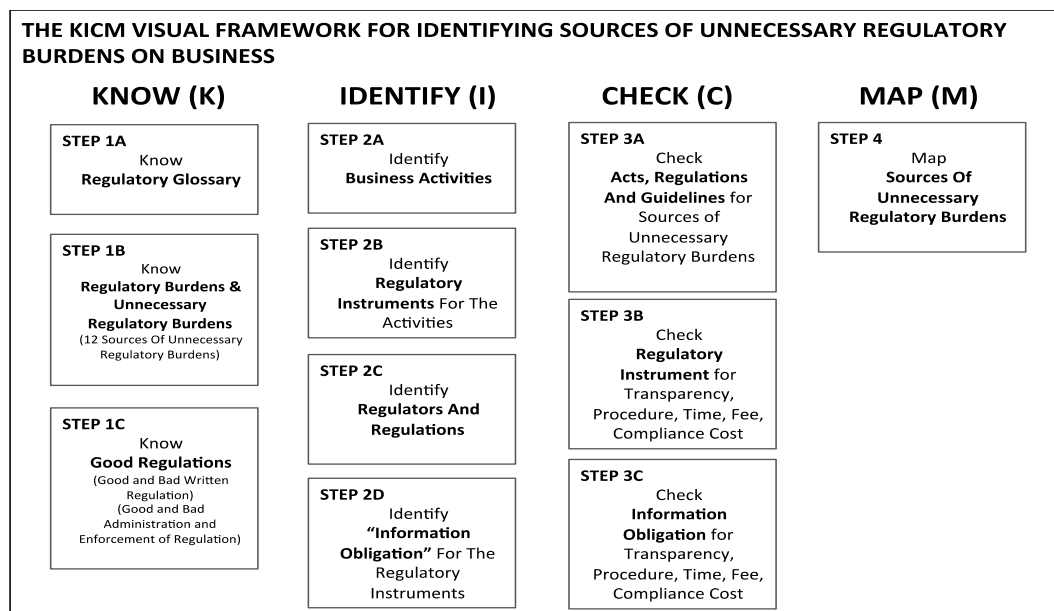 THE KICM VISUAL FRAMEWORK FOR IDENTIFYING SOURCES OF UNNECESSARY REGULATORY
BURDENS ON BUSINESS
KNOW (K)
STEP 1A
Know
Regulatory Glossary
STEP 1B
Know
Regulatory Burdens &
Unnecessary
Regulatory Burdens
(12 Sources Of Unnecessary
Regulatory Burdens)
STEP 1C
Know
Good Regulations
(Good and Bad Written
Regulation)
(Good and Bad
Administration and
Enforcement of Regulation)
IDENTIFY (I)
STEP 2A
Identify
Business Activities
STEP 2B
Identify
Regulatory
Instruments For The
Activities
STEP 2C
Identify
Regulators And
Regulations
STEP 2D
Identify
“Information
Obligation” For The
Regulatory
Instruments
CHECK (C)
STEP 3A
Check
Acts, Regulations
And Guidelines for
Sources of
Unnecessary
Regulatory Burdens
STEP 3B
Check
Regulatory
Instrument for
Transparency,
Procedure, Time, Fee,
Compliance Cost
STEP 3C
Check
Information
Obligation for
Transparency,
Procedure, Time, Fee,
Compliance Cost
MAP (M)
STEP 4
Map
Sources Of
Unnecessary
Regulatory Burdens